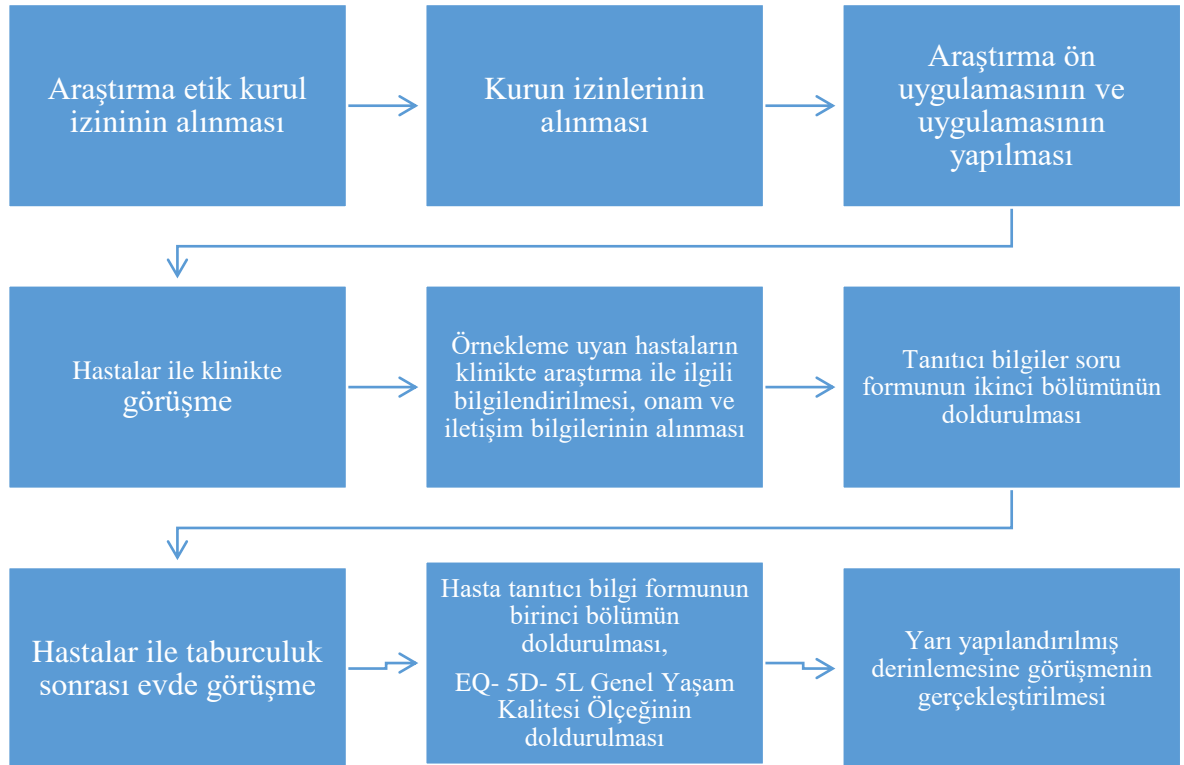 Araştırma etik kurul
izininin alınması
Kurun izinlerinin
alınması
Araştırma ön
uygulamasının ve
uygulamasının
yapılması
Hastalar ile klinikte
görüşme
Örnekleme uyan hastaların
klinikte araştırma ile ilgili
bilgilendirilmesi, onam ve
iletişim bilgilerinin alınması
Tanıtıcı bilgiler soru
formunun ikinci bölümünün
doldurulması
Hastalar ile taburculuk
sonrası evde görüşme
Hasta tanıtıcı bilgi formunun
birinci bölümün
doldurulması,
EQ- 5D- 5L Genel Yaşam
Kalitesi Ölçeğinin
doldurulması
Yarı yapılandırılmış
derinlemesine görüşmenin
gerçekleştirilmesi